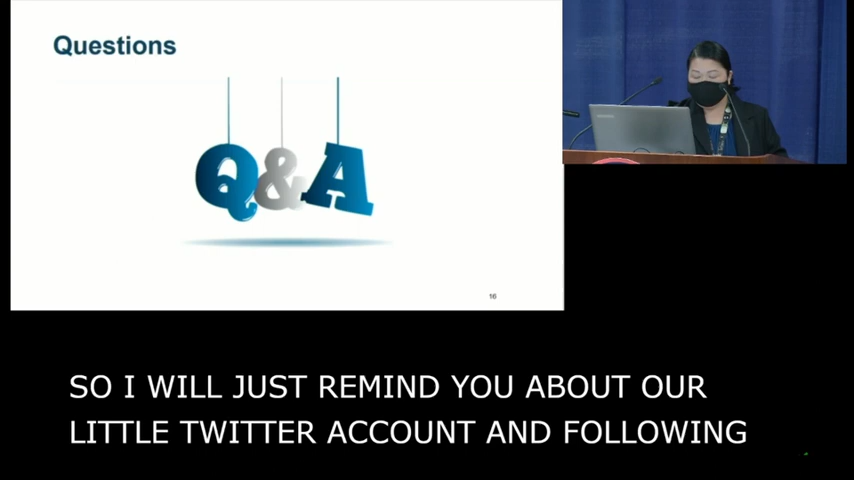 Questions
Q&A
16
SO I WILL JUST REMIND YOU ABOUT OUR
LITTLE TWITTER ACCOUNT AND FOLLOWING